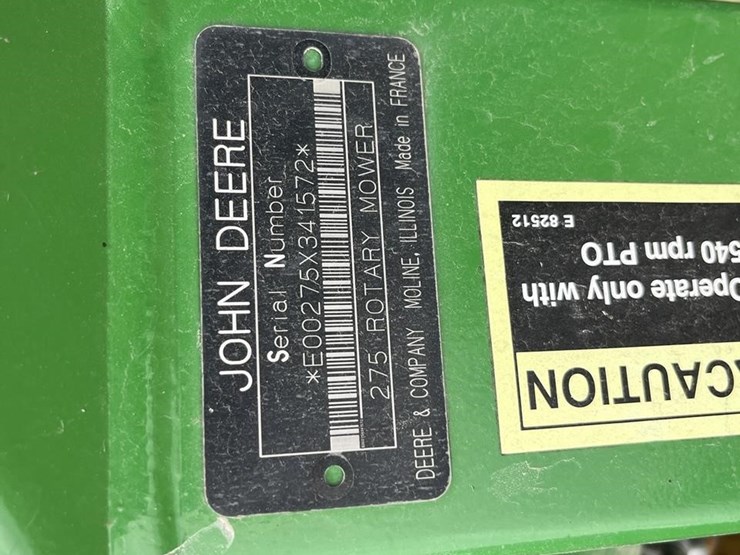 JOHN DEERE
Serial Number
*E00275X341572*
275 ROTARY MOWER
DEERE & COMPANY MOLINE, ILLINOIS Made in FRANCE
CAUTION
Operate only with
540 rpm PTO
E 82512